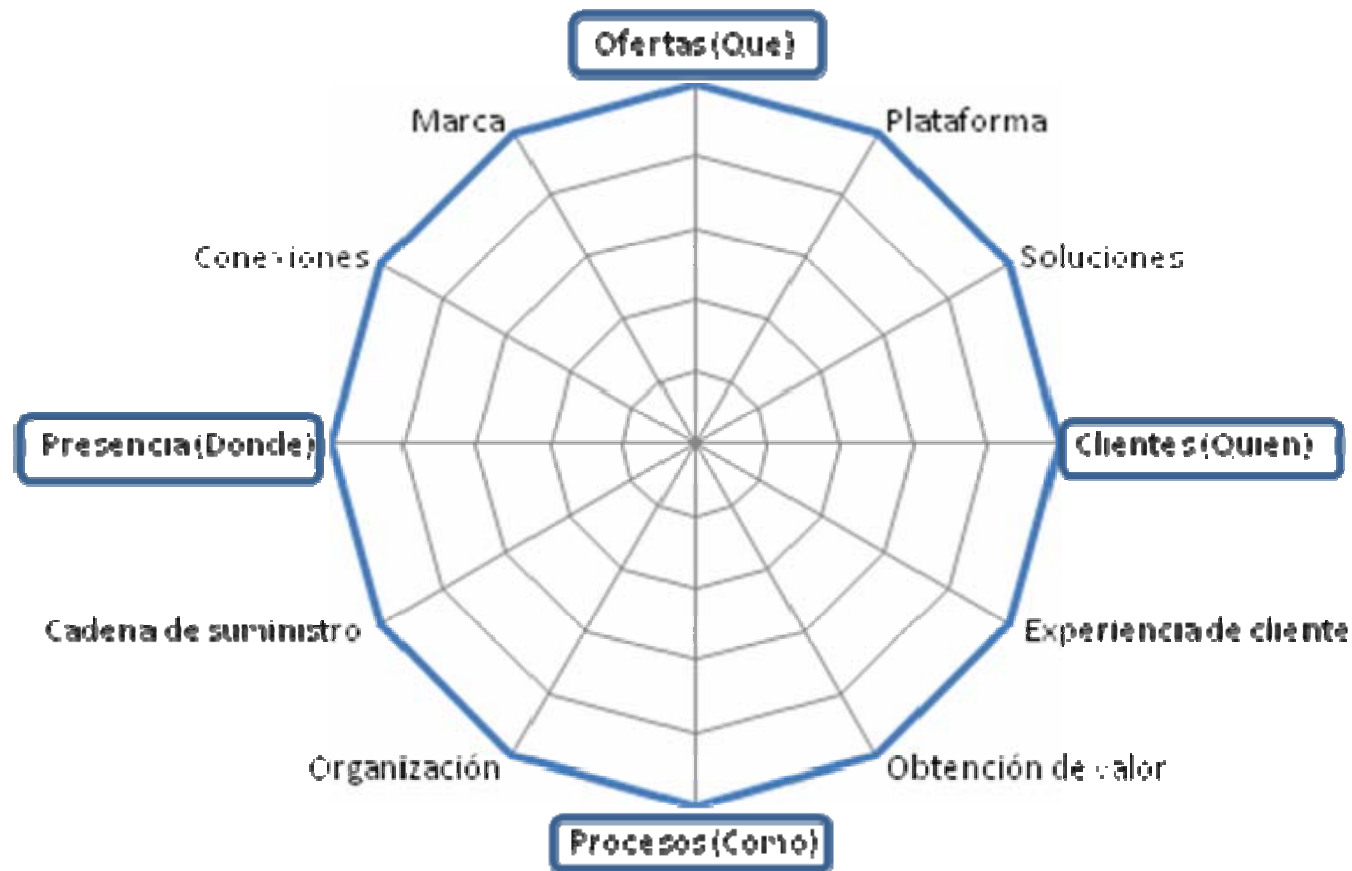 Ofertas(Que)
Marca
Plataforma
Conexiones
Soluciones
Presencia(Donde)
Clientes(Quien)
Cadena de suministro
Experiencia de cliente
Organización
Obtención de valor
Procesos(Como)